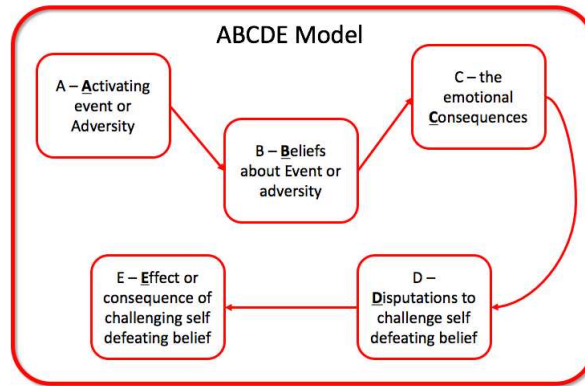 ABCDE Model
A – Activating
event or
Adversity
B – Beliefs
about Event or
adversity
C – the
emotional
Consequences
D –
Disputations to
challenge self
defeating belief
E – Effect or
consequence of
challenging self
defeating belief